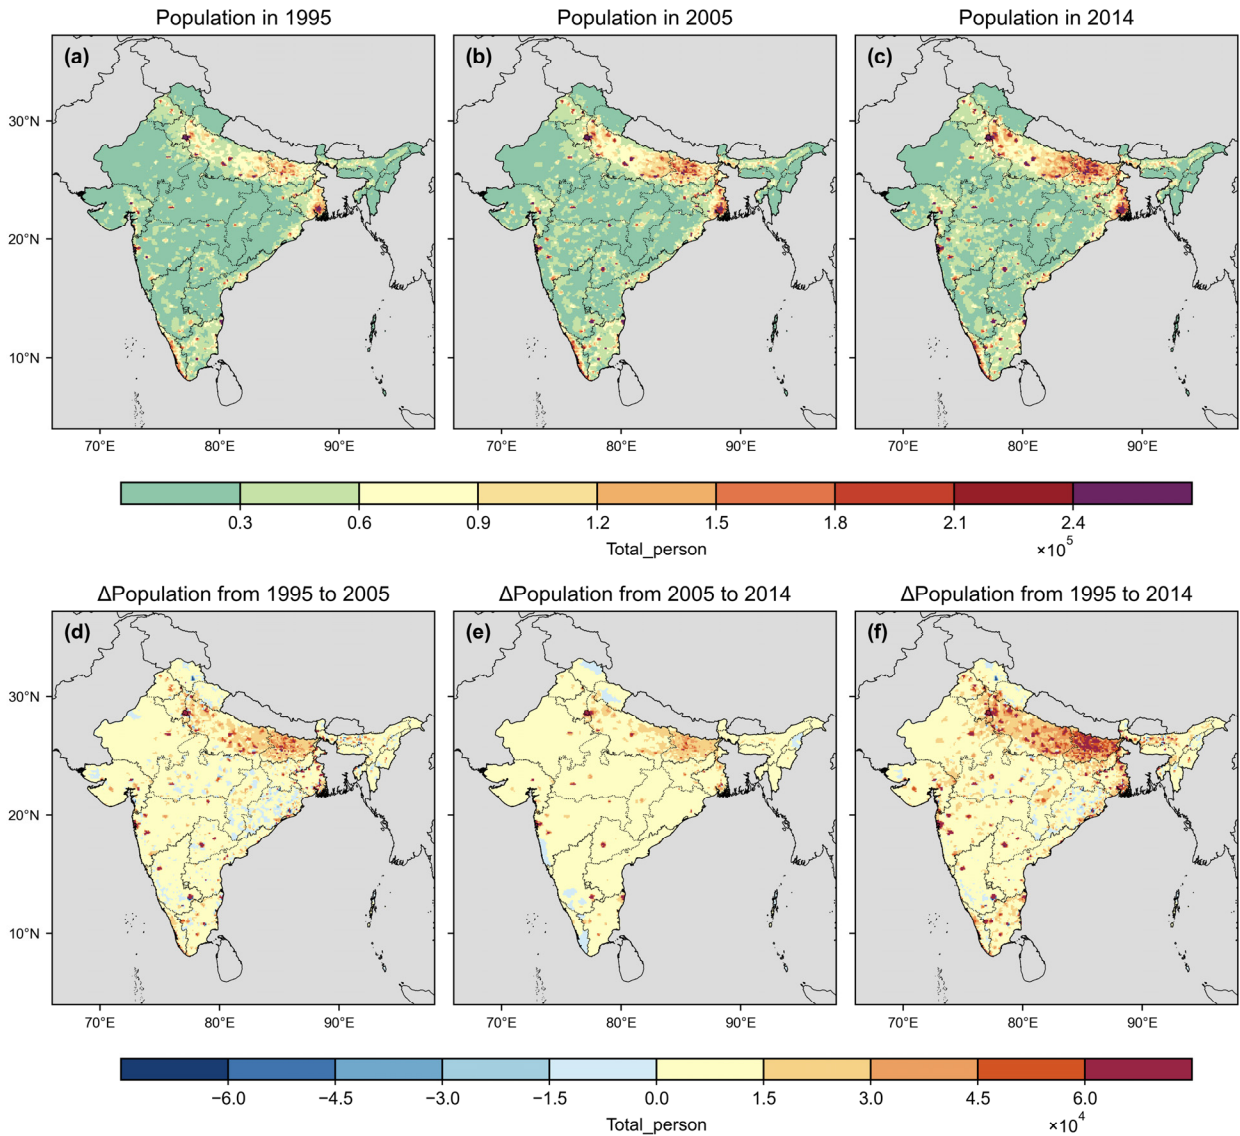 Population in 1995
Population in 2005
Population in 2014
(a)
(b)
(c)
30°N
20°N
10°N
70°E 80°E 90°E
70°E 80°E 90°E
70°E 80°E 90°E
0.3 0.6 0.9 1.2 1.5 1.8 2.1 2.4
Total_person
×10⁵
ΔPopulation from 1995 to 2005
ΔPopulation from 2005 to 2014
ΔPopulation from 1995 to 2014
(d)
(e)
(f)
30°N
20°N
10°N
70°E 80°E 90°E
70°E 80°E 90°E
70°E 80°E 90°E
−6.0 −4.5 −3.0 −1.5 0.0 1.5 3.0 4.5 6.0
Total_person
×10⁴